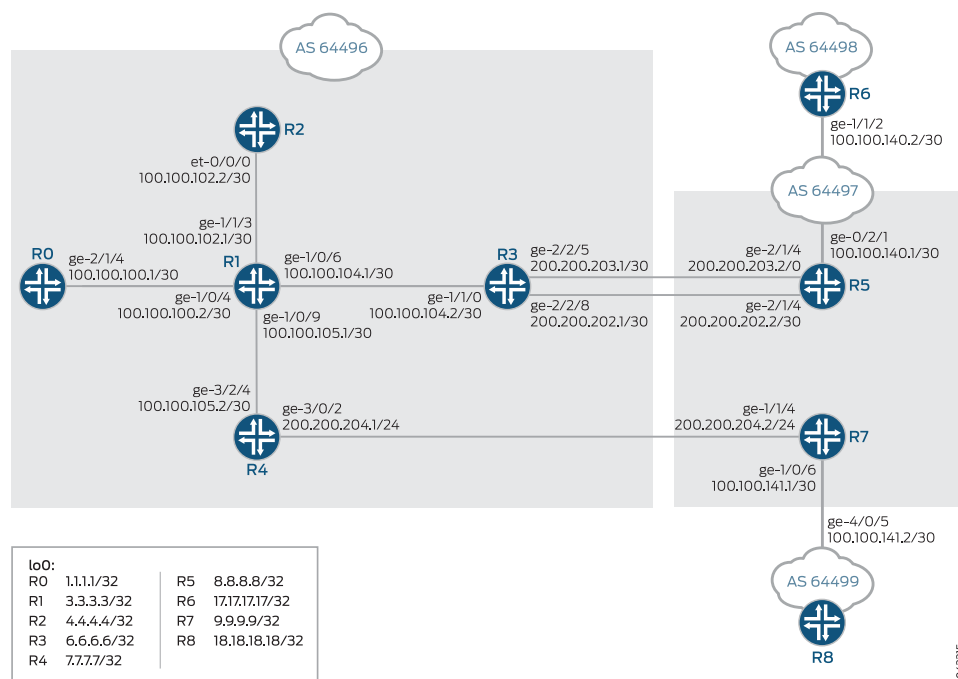 AS 64496
AS 64498
R6
ge-1/1/2
100.100.140.2/30
R2
et-0/0/0
100.100.102.2/30
AS 64497
ge-1/1/3
100.100.102.1/30
ge-0/2/1
100.100.140.1/30
R0
ge-2/1/4
100.100.100.1/30
R1
ge-1/0/6
100.100.104.1/30
R3
ge-2/2/5
200.200.203.1/30
ge-2/1/4
200.200.203.2/0
R5
ge-1/0/4
100.100.100.2/30
ge-1/0/9
100.100.105.1/30
ge-1/1/0
100.100.104.2/30
ge-2/2/8
200.200.202.1/30
ge-2/1/4
200.200.202.2/30
ge-3/2/4
100.100.105.2/30
ge-3/0/2
200.200.204.1/24
ge-1/1/4
200.200.204.2/24
R7
R4
ge-1/0/6
100.100.141.1/30
ge-4/0/5
100.100.141.2/30
AS 64499
R8
lo0:
R0 1.1.1.1/32 R5 8.8.8.8/32
R1 3.3.3.3/32 R6 17.17.17.17/32
R2 4.4.4.4/32 R7 9.9.9.9/32
R3 6.6.6.6/32 R8 18.18.18.18/32
R4 7.7.7.7/32